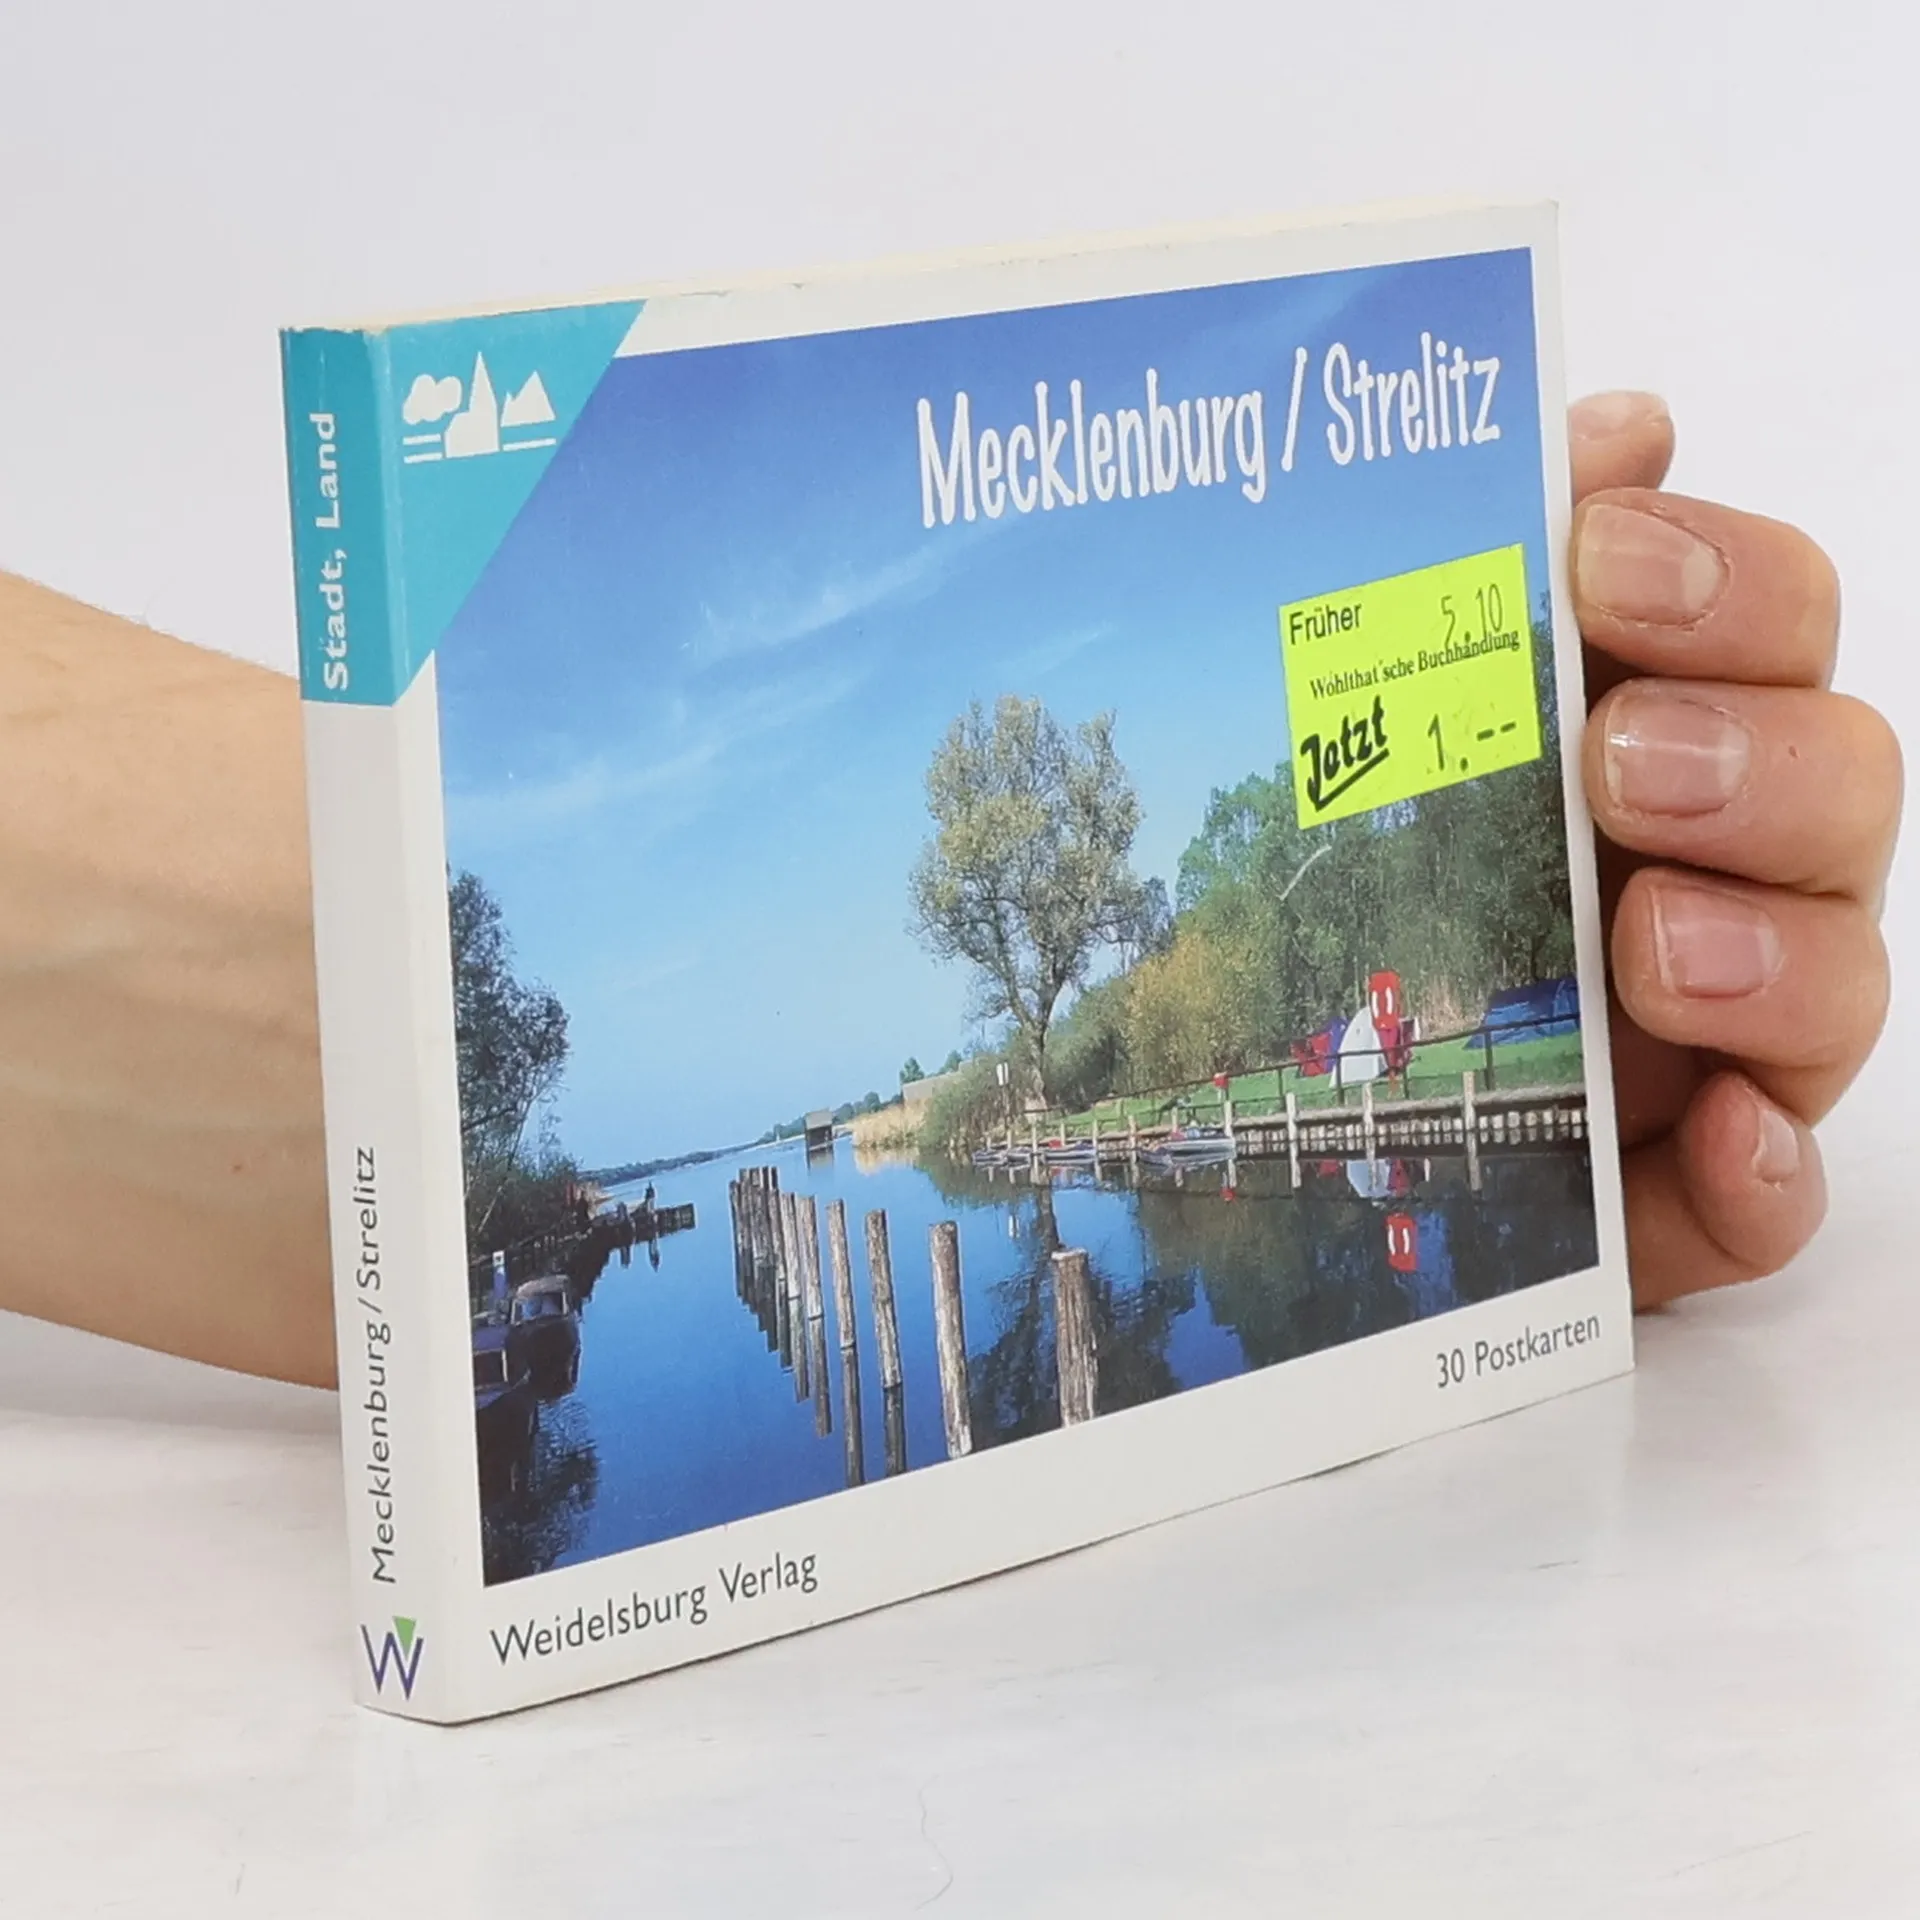 Stadt, Land
Mecklenburg / Strelitz
Mecklenburg / Strelitz
Früher 5.10
Wohlthat'sche Buchhandlung
Jetzt 1.--
30 Postkarten
Weidelsburg Verlag
W